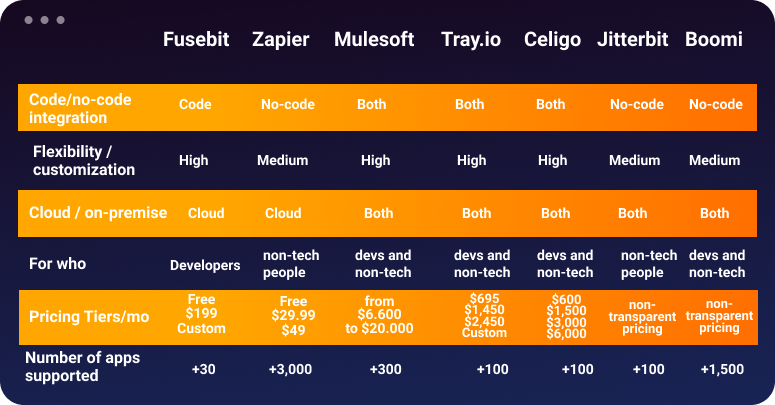 Fusebit Zapier Mulesoft Tray.io Celigo Jitterbit Boomi
Code/no-code
integration
Code No-code Both Both Both No-code No-code
Flexibility /
customization
High Medium High High High Medium Medium
Cloud / on-premise Cloud Cloud Both Both Both Both Both
For who
Developers
non-tech
people
devs and
non-tech
devs and
non-tech
devs and
non-tech
non-tech
people
devs and
non-tech
Pricing Tiers/mo
Free
$199
Custom
Free
$29.99
$49
from
$6.600
to $20.000
$695
$1,450
$2,450
Custom
$600
$1,500
$3,000
$6,000
non-
transparent
pricing
non-
transparent
pricing
Number of apps
supported
+30 +3,000 +300 +100 +100 +100 +1,500